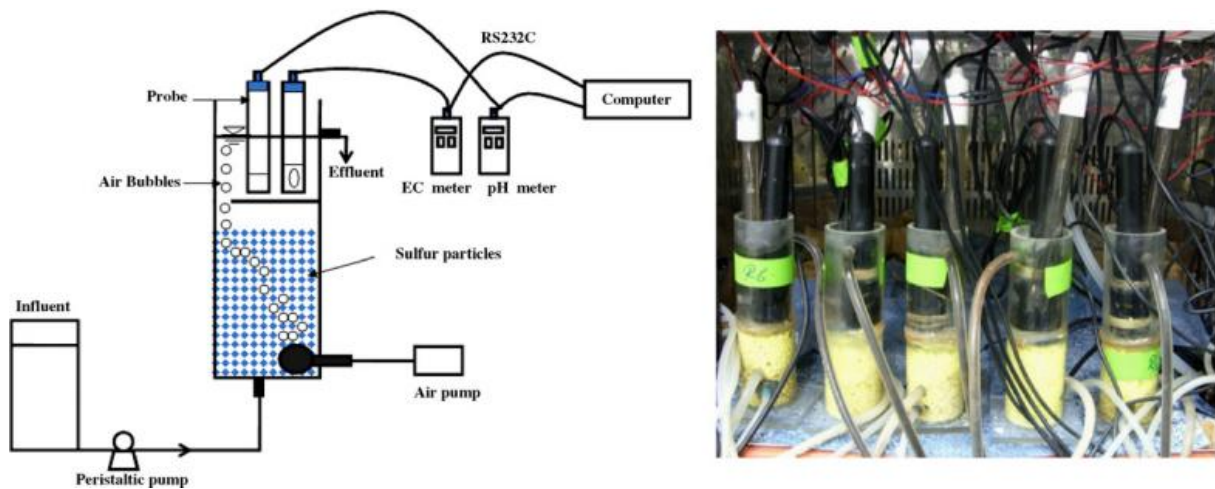 RS232C
Probe
Computer
Air Bubbles
Effluent
EC meter
pH meter
Sulfur particles
Influent
Air pump
Peristaltic pump
R6